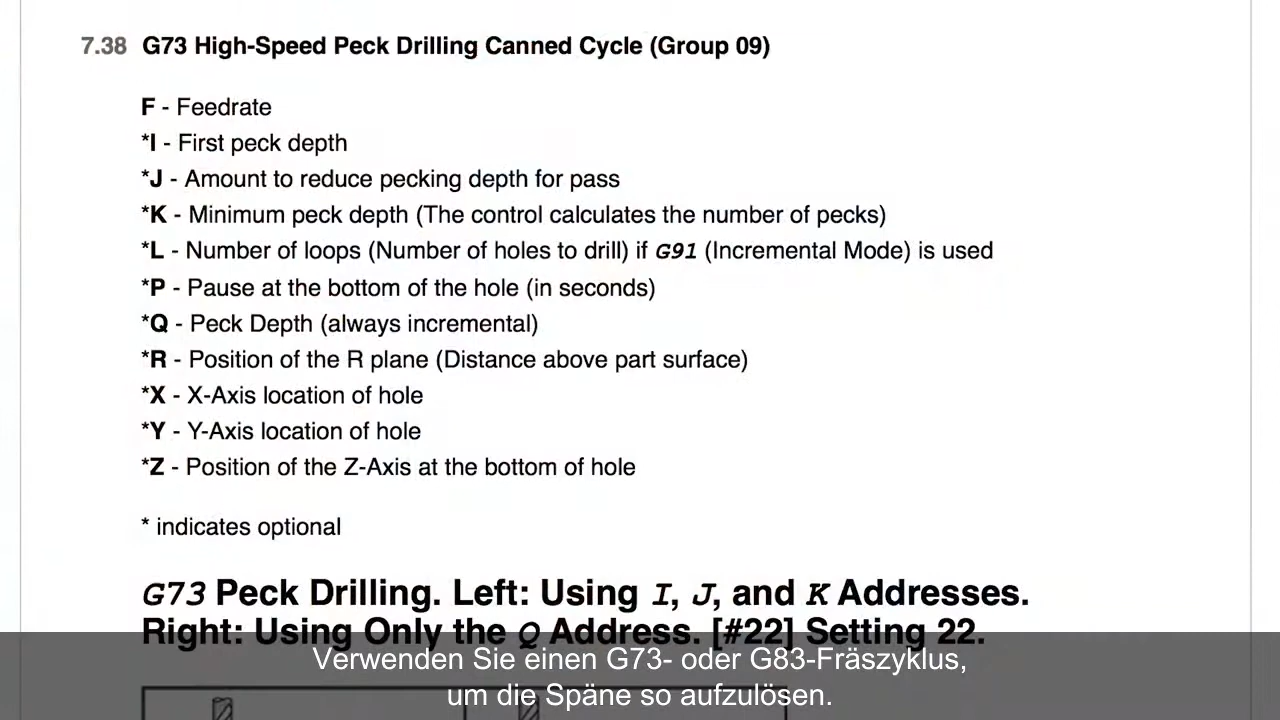 7.38 G73 High-Speed Peck Drilling Canned Cycle (Group 09)
F - Feedrate
*I - First peck depth
*J - Amount to reduce pecking depth for pass
*K - Minimum peck depth (The control calculates the number of pecks)
*L - Number of loops (Number of holes to drill) if G91 (Incremental Mode) is used
*P - Pause at the bottom of the hole (in seconds)
*Q - Peck Depth (always incremental)
*R - Position of the R plane (Distance above part surface)
*X - X-Axis location of hole
*Y - Y-Axis location of hole
*Z - Position of the Z-Axis at the bottom of hole
* indicates optional
G73 Peck Drilling. Left: Using I, J, and K Addresses.
Right: Using Only the Q Address. [#22] Setting 22.
Verwenden Sie einen G73- oder G83-Fräszyklus,
um die Späne so aufzulösen.